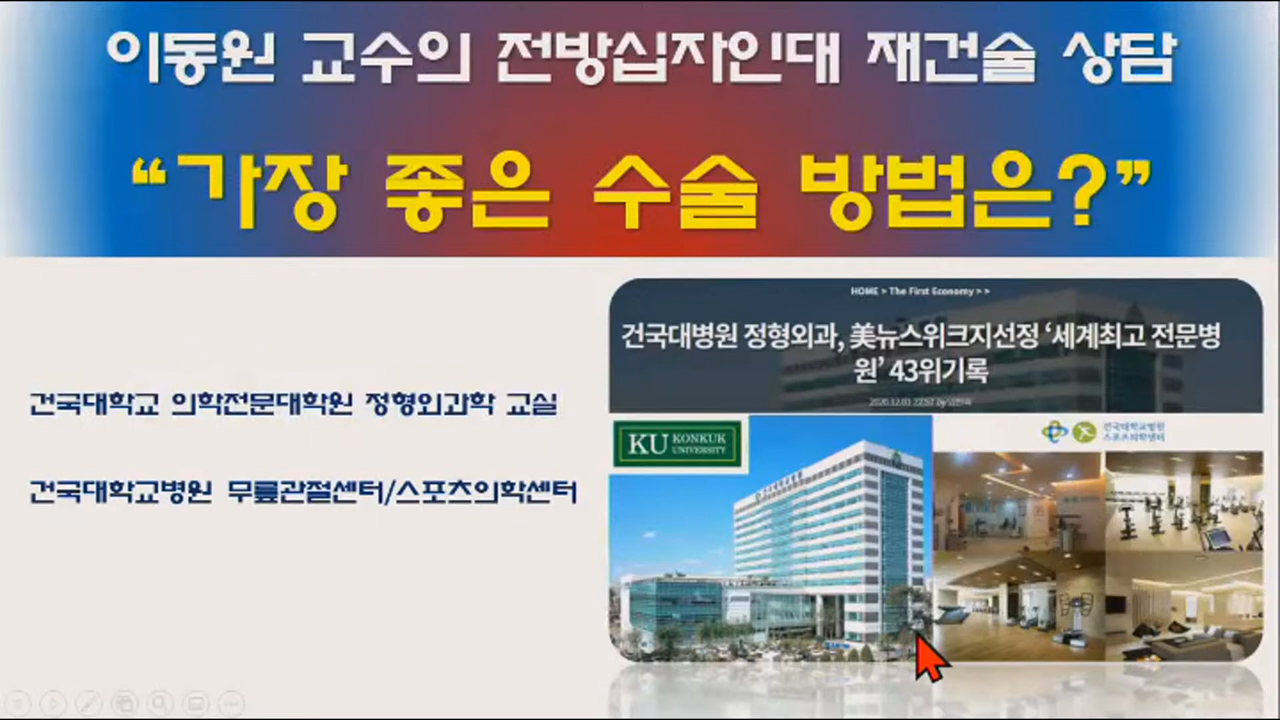 이동원 교수의 전방십자인대 재건술 상담
“가장 좋은 수술 방법은?”
건국대학교 의학전문대학원 정형외과학 교실
건국대학교병원 무릎관절센터/스포츠의학센터
HOME > The First Economy > >
건국대병원 정형외과, 美뉴스위크지선정 ‘세계최고 전문병
원’ 43위기록
KU KONKUK
UNIVERSITY
건국대학교병원
스포츠의학센터